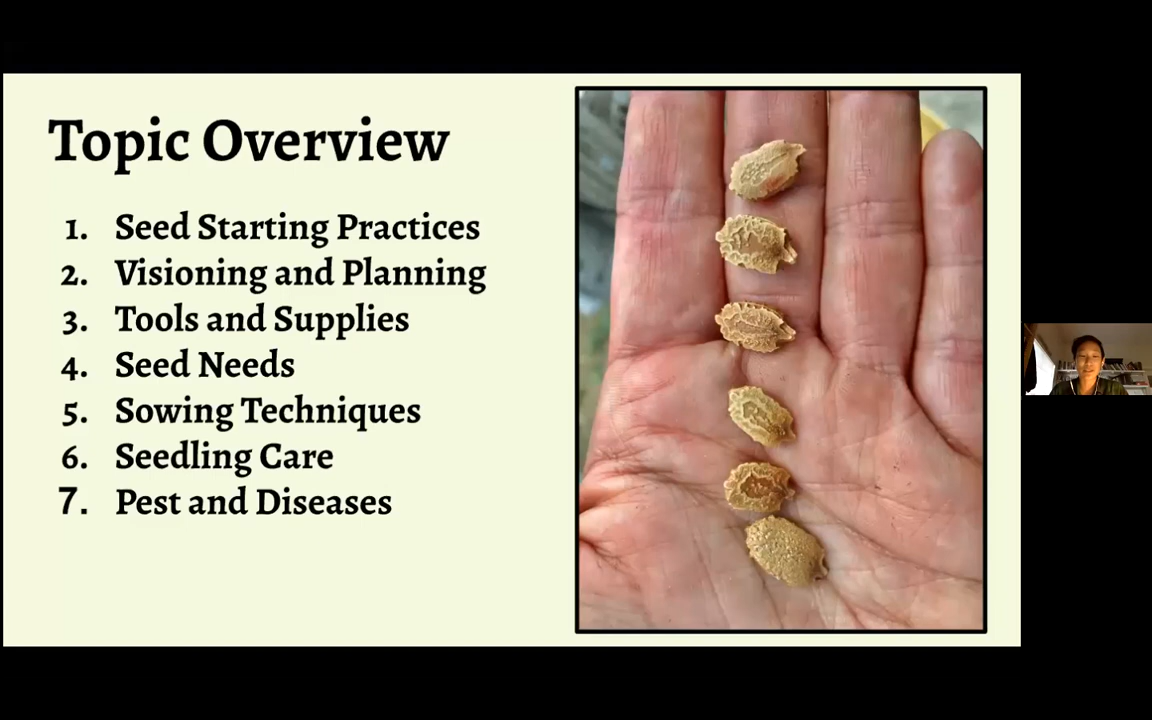 Topic Overview
1. Seed Starting Practices
2. Visioning and Planning
3. Tools and Supplies
4. Seed Needs
5. Sowing Techniques
6. Seedling Care
7. Pest and Diseases